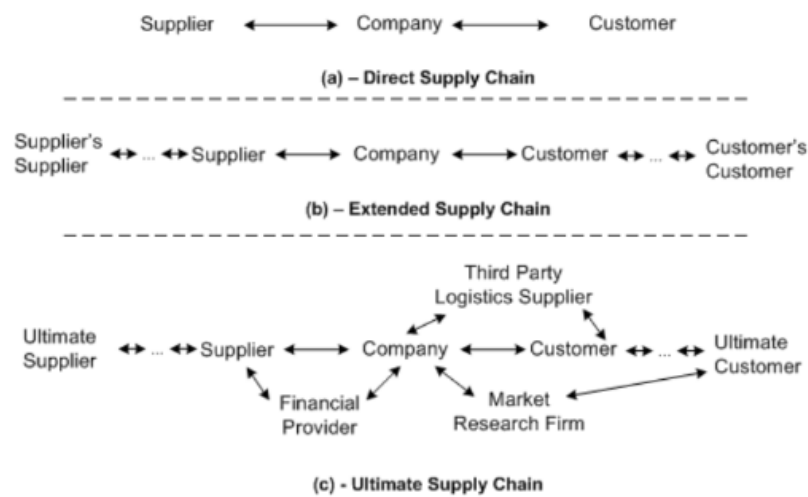 Supplier Company Customer
(a) – Direct Supply Chain
Supplier's
Supplier
... Supplier Company Customer ...
Customer's
Customer
(b) – Extended Supply Chain
Third Party
Logistics Supplier
Ultimate
Supplier
... Supplier Company Customer ...
Ultimate
Customer
Financial
Provider
Market
Research Firm
(c) - Ultimate Supply Chain